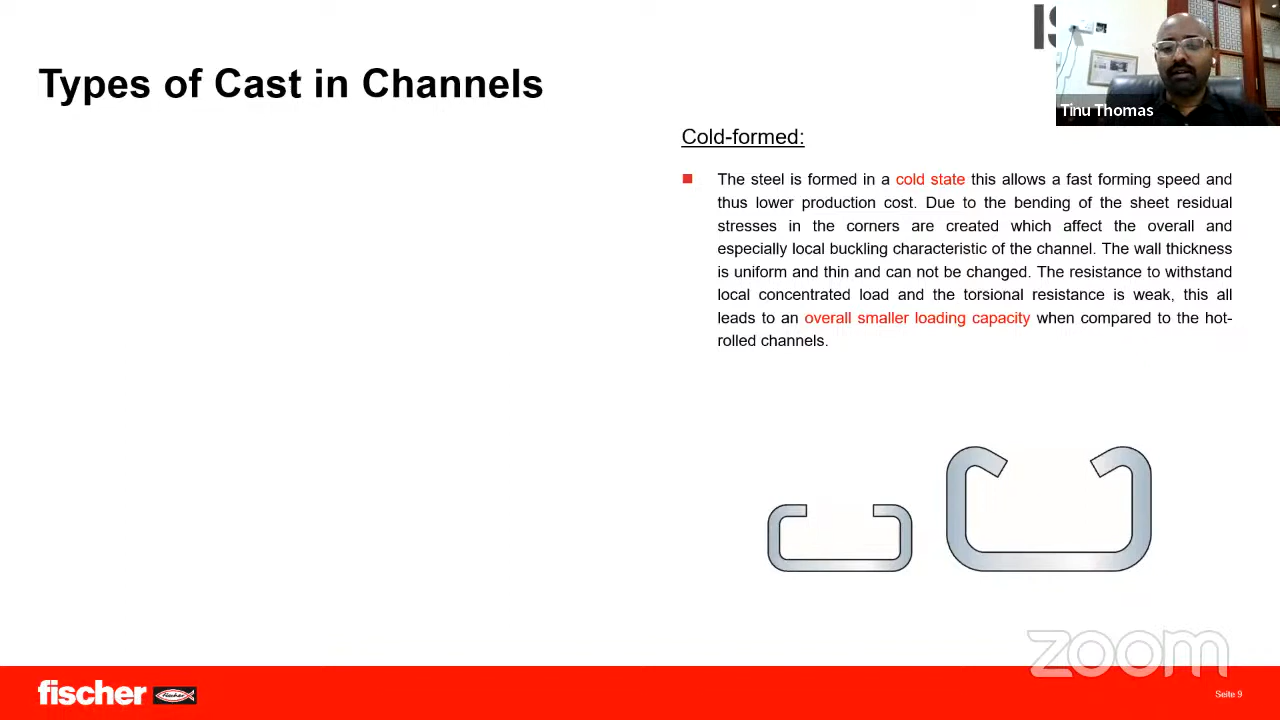 IS
Types of Cast in Channels
Tinu Thomas
Cold-formed:
The steel is formed in a cold state this allows a fast forming speed and
thus lower production cost. Due to the bending of the sheet residual
stresses in the corners are created which affect the overall and
especially local buckling characteristic of the channel. The wall thickness
is uniform and thin and can not be changed. The resistance to withstand
local concentrated load and the torsional resistance is weak, this all
leads to an overall smaller loading capacity when compared to the hot-
rolled channels.
zoom
fischer
fischer
Seite 9